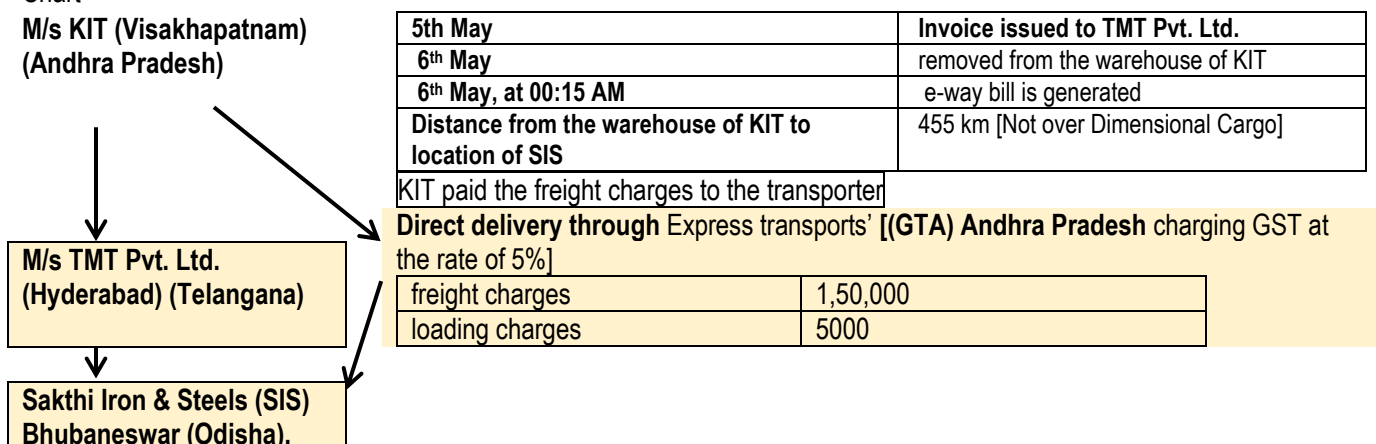 Chart
M/s KIT (Visakhapatnam)
(Andhra Pradesh)
5th May Invoice issued to TMT Pvt. Ltd.
6th May removed from the warehouse of KIT
6th May, at 00:15 AM e-way bill is generated
Distance from the warehouse of KIT to 455 km [Not over Dimensional Cargo]
location of SIS
KIT paid the freight charges to the transporter
Direct delivery through Express transports’ [(GTA) Andhra Pradesh charging GST at
the rate of 5%]
freight charges 1,50,000
loading charges 5000
M/s TMT Pvt. Ltd.
(Hyderabad) (Telangana)
Sakthi Iron & Steels (SIS)
Bhubaneswar (Odisha).